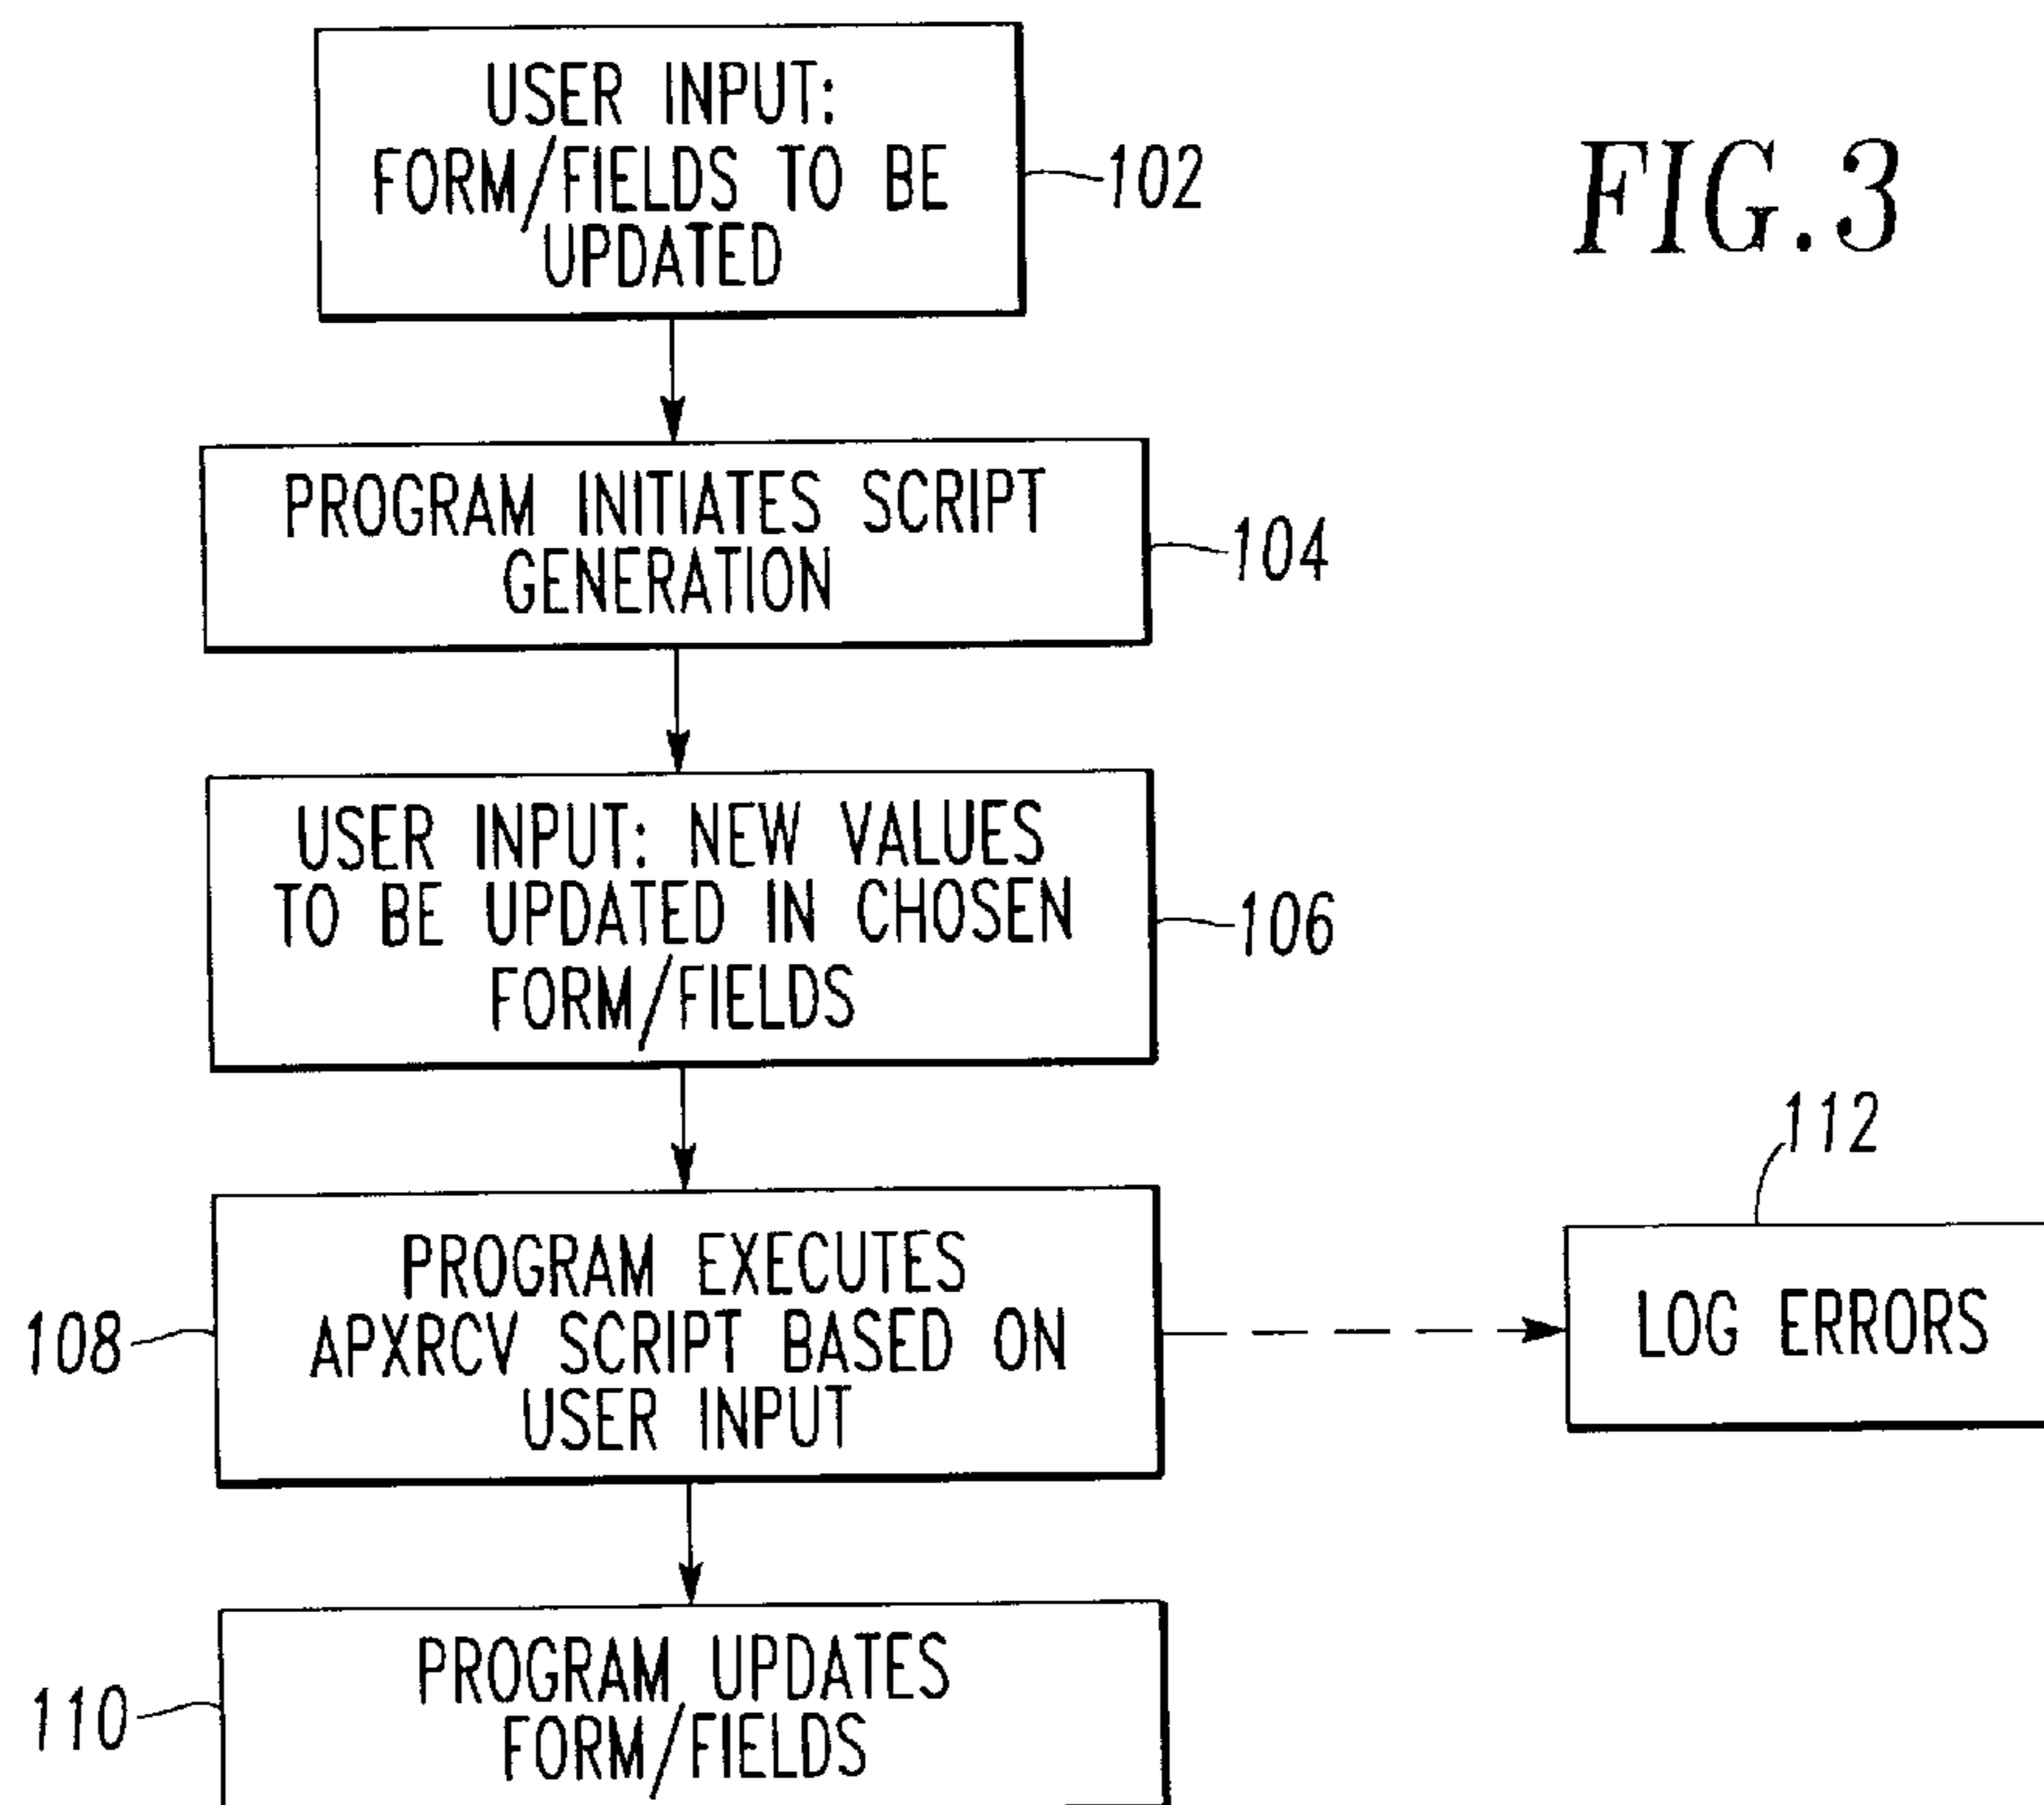 USER INPUT:
FORM/FIELDS TO BE
UPDATED
102
FIG.3
PROGRAM INITIATES SCRIPT
GENERATION
104
USER INPUT: NEW VALUES
TO BE UPDATED IN CHOSEN
FORM/FIELDS
106
PROGRAM EXECUTES
APXRCV SCRIPT BASED ON
USER INPUT
108
112
LOG ERRORS
PROGRAM UPDATES
FORM/FIELDS
110